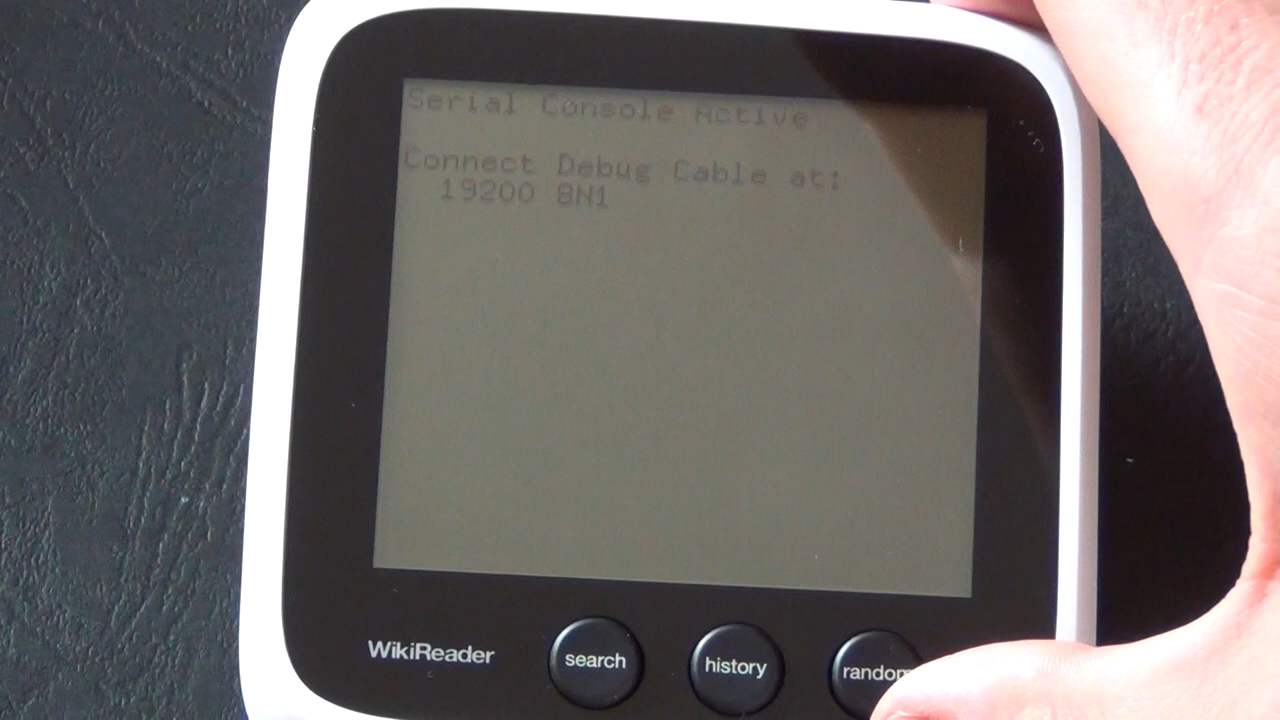 Serial Console Active
Connect Debug Cable at:
19200 8N1
WikiReader
search
history
random